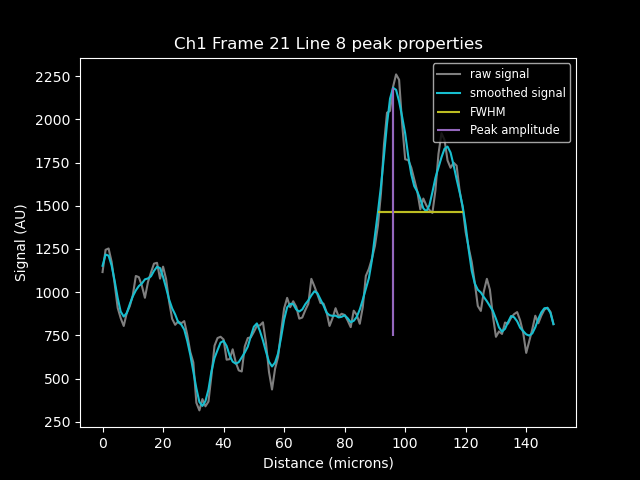 Ch1 Frame 21 Line 8 peak properties
raw signal
smoothed signal
FWHM
Peak amplitude
Signal (AU)
2250
2000
1750
1500
1250
1000
750
500
250
0 20 40 60 80 100 120 140
Distance (microns)